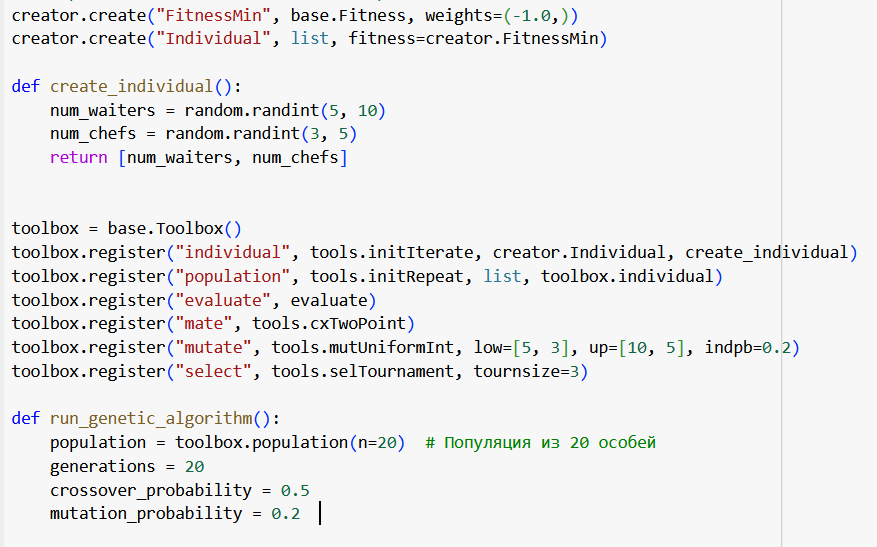 creator.create("FitnessMin", base.Fitness, weights=(-1.0,))
creator.create("Individual", list, fitness=creator.FitnessMin)
def create_individual():
    num_waiters = random.randint(5, 10)
    num_chefs = random.randint(3, 5)
    return [num_waiters, num_chefs]
toolbox = base.Toolbox()
toolbox.register("individual", tools.initIterate, creator.Individual, create_individual)
toolbox.register("population", tools.initRepeat, list, toolbox.individual)
toolbox.register("evaluate", evaluate)
toolbox.register("mate", tools.cxTwoPoint)
toolbox.register("mutate", tools.mutUniformInt, low=[5, 3], up=[10, 5], indpb=0.2)
toolbox.register("select", tools.selTournament, tournsize=3)
def run_genetic_algorithm():
    population = toolbox.population(n=20)  # Популяция из 20 особей
    generations = 20
    crossover_probability = 0.5
    mutation_probability = 0.2